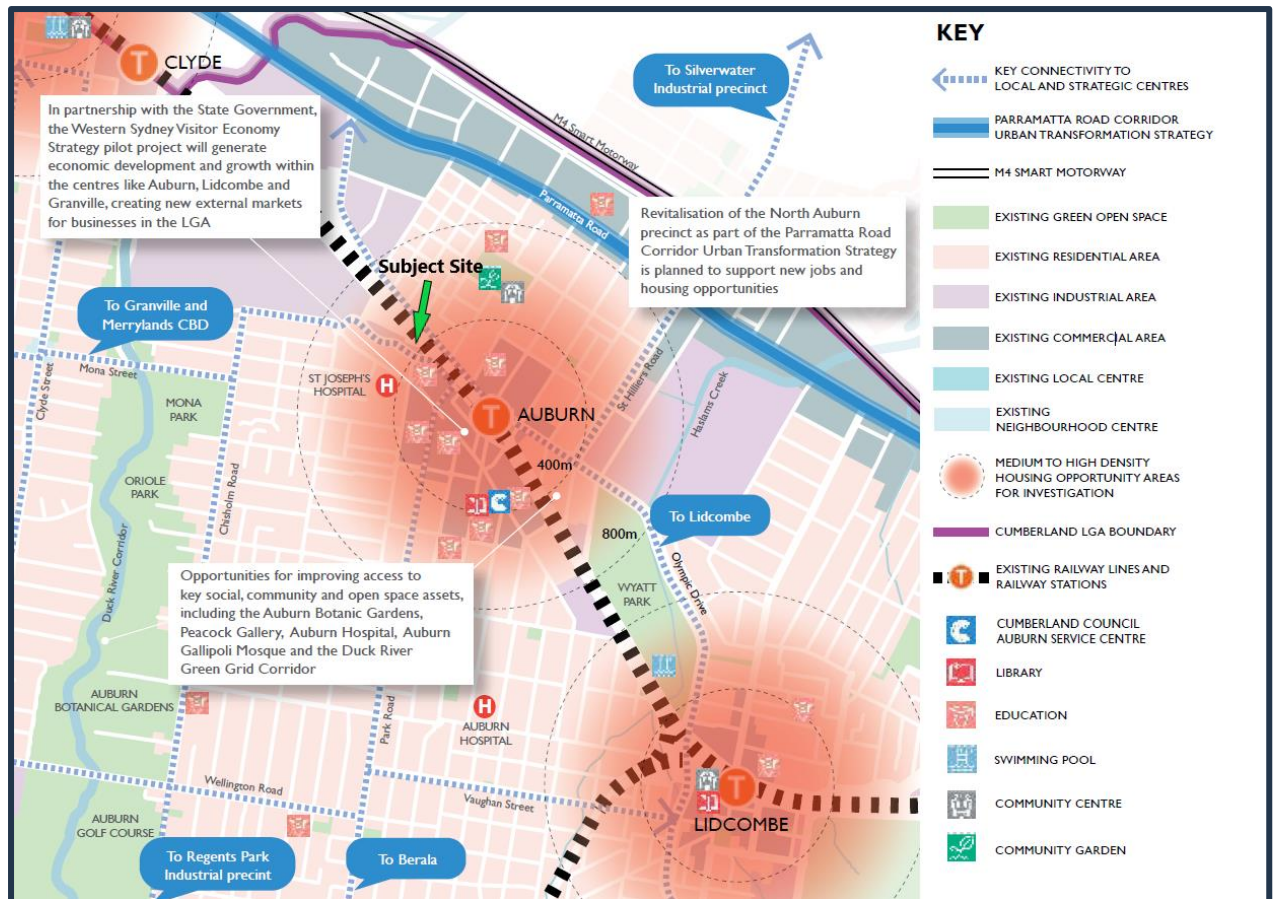 CLYDE
To Silverwater
Industrial precinct
In partnership with the State Government,
the Western Sydney Visitor Economy
Strategy pilot project will generate
economic development and growth within
the centres like Auburn, Lidcombe and
Granville, creating new external markets
for businesses in the LGA
M4 Smart Motorway
Parramatta Road
Revitalisation of the North Auburn
precinct as part of the Parramatta Road
Corridor Urban Transformation Strategy
is planned to support new jobs and
housing opportunities
Subject Site
To Granville and
Merrylands CBD
Mona Street
Clyde Street
MONA
PARK
ST JOSEPH'S
HOSPITAL
H
T
AUBURN
St Hilliers Road
Haslams Creek
400m
ORIOLE
PARK
Chisholm Road
Duck River Corridor
To Lidcombe
800m
Olympic Drive
WYATT
PARK
Opportunities for improving access to
key social, community and open space assets,
including the Auburn Botanic Gardens,
Peacock Gallery, Auburn Hospital, Auburn
Gallipoli Mosque and the Duck River
Green Grid Corridor
AUBURN
BOTANICAL GARDENS
Park Road
H
AUBURN
HOSPITAL
Wellington Road
Vaughan Street
T
LIDCOMBE
AUBURN
GOLF COURSE
To Regents Park
Industrial precint
To Berala
T
KEY
KEY CONNECTIVITY TO
LOCAL AND STRATEGIC CENTRES
PARRAMATTA ROAD CORRIDOR
URBAN TRANSFORMATION STRATEGY
M4 SMART MOTORWAY
EXISTING GREEN OPEN SPACE
EXISTING RESIDENTIAL AREA
EXISTING INDUSTRIAL AREA
EXISTING COMMERCIAL AREA
EXISTING LOCAL CENTRE
EXISTING
NEIGHBOURHOOD CENTRE
MEDIUM TO HIGH DENSITY
HOUSING OPPORTUNITY AREAS
FOR INVESTIGATION
CUMBERLAND LGA BOUNDARY
T
EXISTING RAILWAY LINES AND
RAILWAY STATIONS
CUMBERLAND COUNCIL
AUBURN SERVICE CENTRE
LIBRARY
EDUCATION
SWIMMING POOL
COMMUNITY CENTRE
COMMUNITY GARDEN